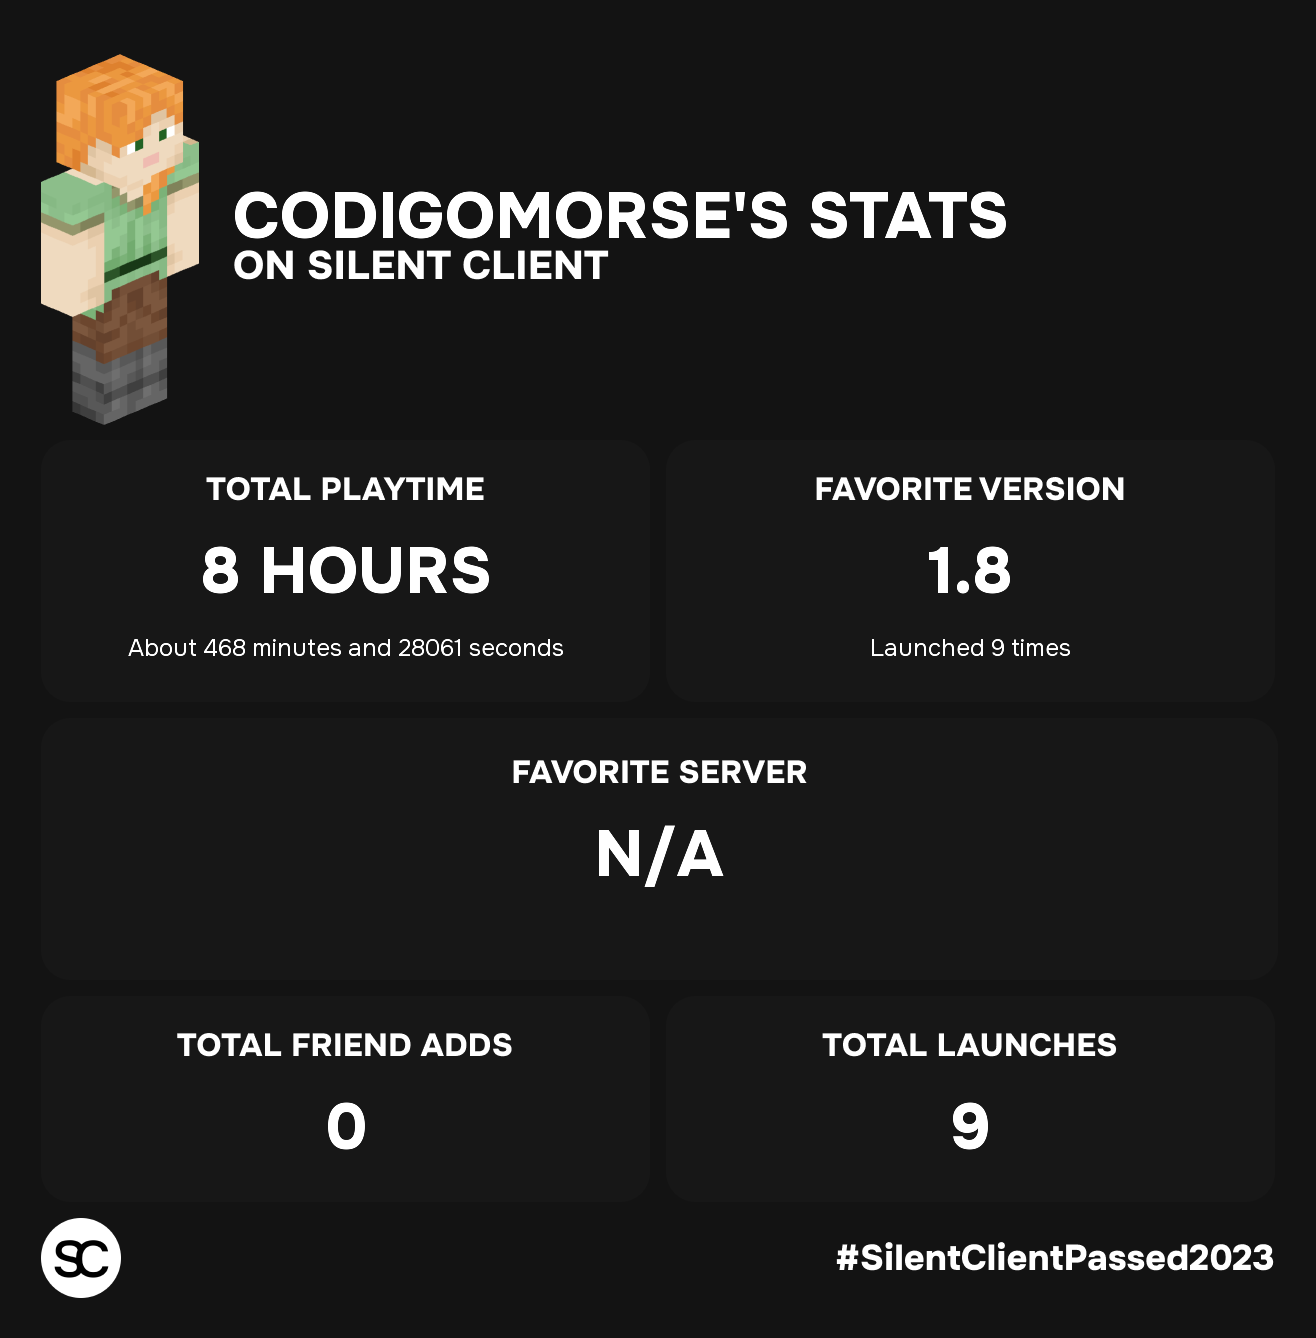 CODIGOMORSE'S STATS
ON SILENT CLIENT
TOTAL PLAYTIME
8 HOURS
About 468 minutes and 28061 seconds
FAVORITE VERSION
1.8
Launched 9 times
FAVORITE SERVER
N/A
TOTAL FRIEND ADDS
0
TOTAL LAUNCHES
9
SC
#SilentClientPassed2023